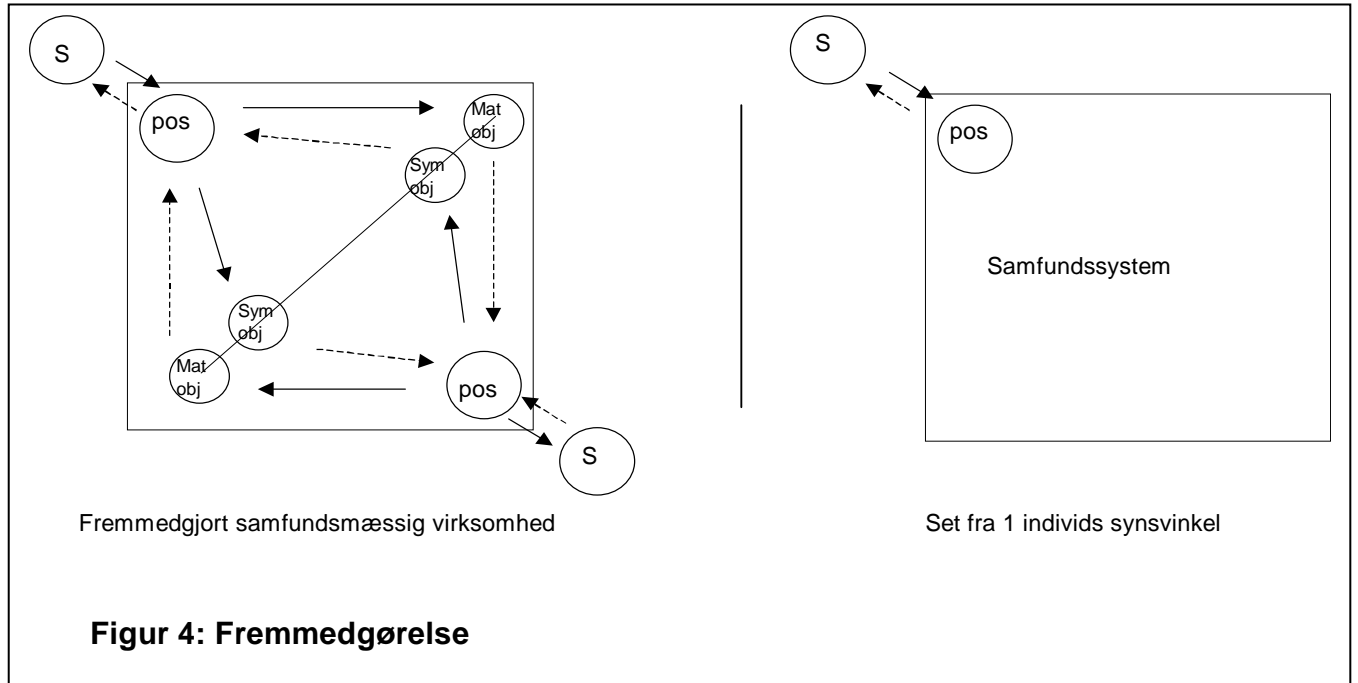 S
pos
Mat
obj
Sym
obj
Sym
obj
Mat
obj
pos
S
Fremmedgjort samfundsmæssig virksomhed
S
pos
Samfundssystem
Set fra 1 individs synsvinkel
Figur 4: Fremmedgørelse